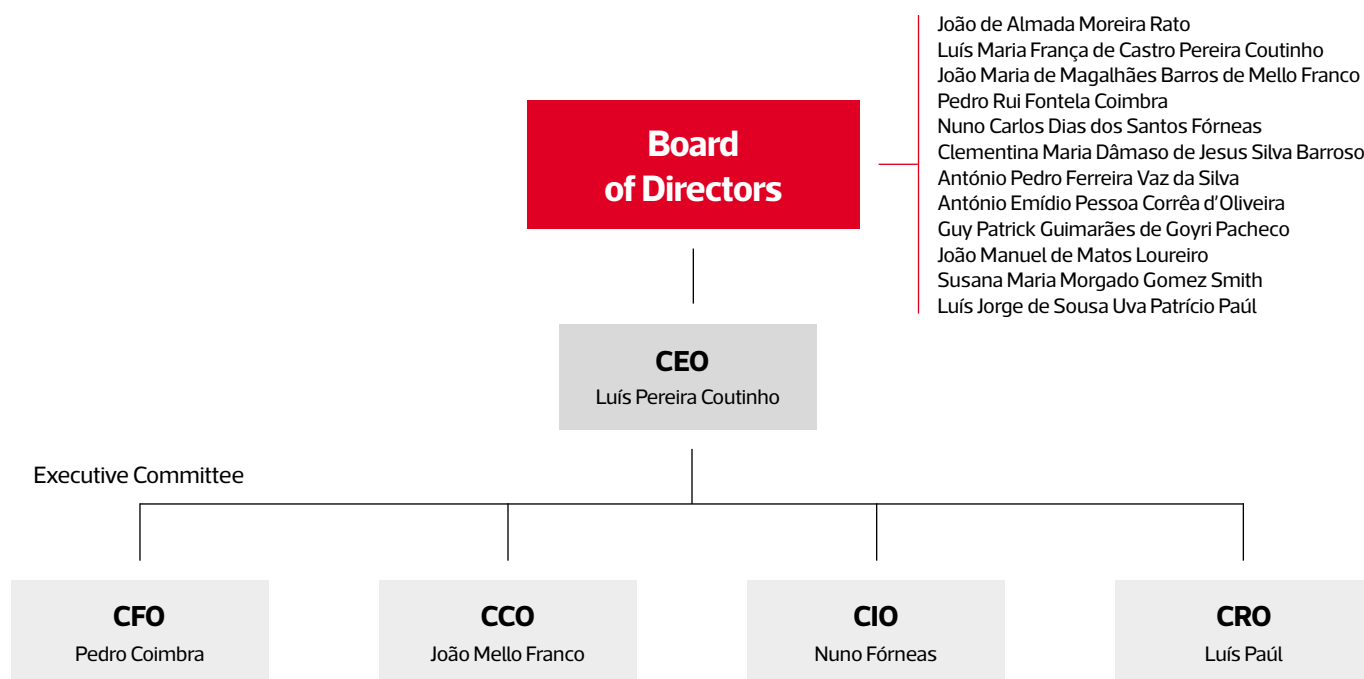 João de Almada Moreira Rato
Luís Maria França de Castro Pereira Coutinho
João Maria de Magalhães Barros de Mello Franco
Pedro Rui Fontela Coimbra
Nuno Carlos Dias dos Santos Fórneas
Clementina Maria Dâmaso de Jesus Silva Barroso
António Pedro Ferreira Vaz da Silva
António Emídio Pessoa Corrêa d’Oliveira
Guy Patrick Guimarães de Goyri Pacheco
João Manuel de Matos Loureiro
Susana Maria Morgado Gomez Smith
Luís Jorge de Sousa Uva Patrício Paúl
Board
of Directors
CEO
Luís Pereira Coutinho
Executive Committee
CFO
Pedro Coimbra
CCO
João Mello Franco
CIO
Nuno Fórneas
CRO
Luís Paúl